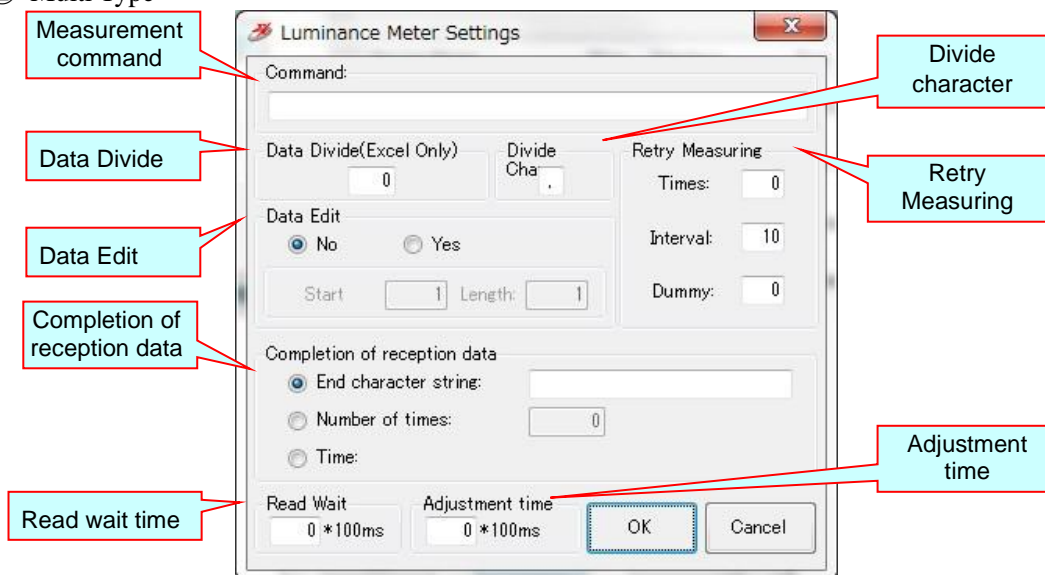 Multi Type
Measurement
command
Luminance Meter Settings
Divide
character
Command:
Data Divide
Data Divide(Excel Only)
0
Divide
Cha
,
Retry Measuring
Times: 0
Retry
Measuring
Data Edit
Data Edit
No Yes
Interval: 10
Start 1 Length: 1
Dummy: 0
Completion of
reception data
Completion of reception data
End character string:
Number of times: 0
Time:
Adjustment
time
Read wait time
Read Wait
0 *100ms
Adjustment time
0 *100ms
OK
Cancel